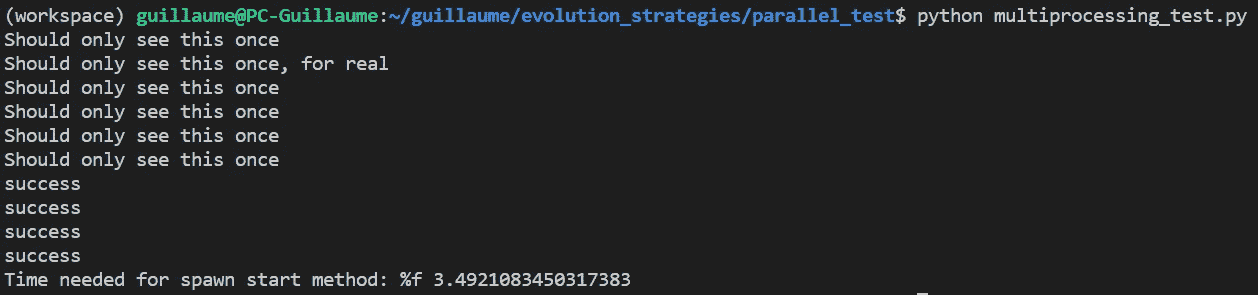 (workspace) guillaume@PC-Guillaume:~/guillaume/evolution_strategies/parallel_test$ python multiprocessing_test.py
Should only see this once
Should only see this once, for real
Should only see this once
Should only see this once
Should only see this once
Should only see this once
success
success
success
success
Time needed for spawn start method: %f 3.4921083450317383